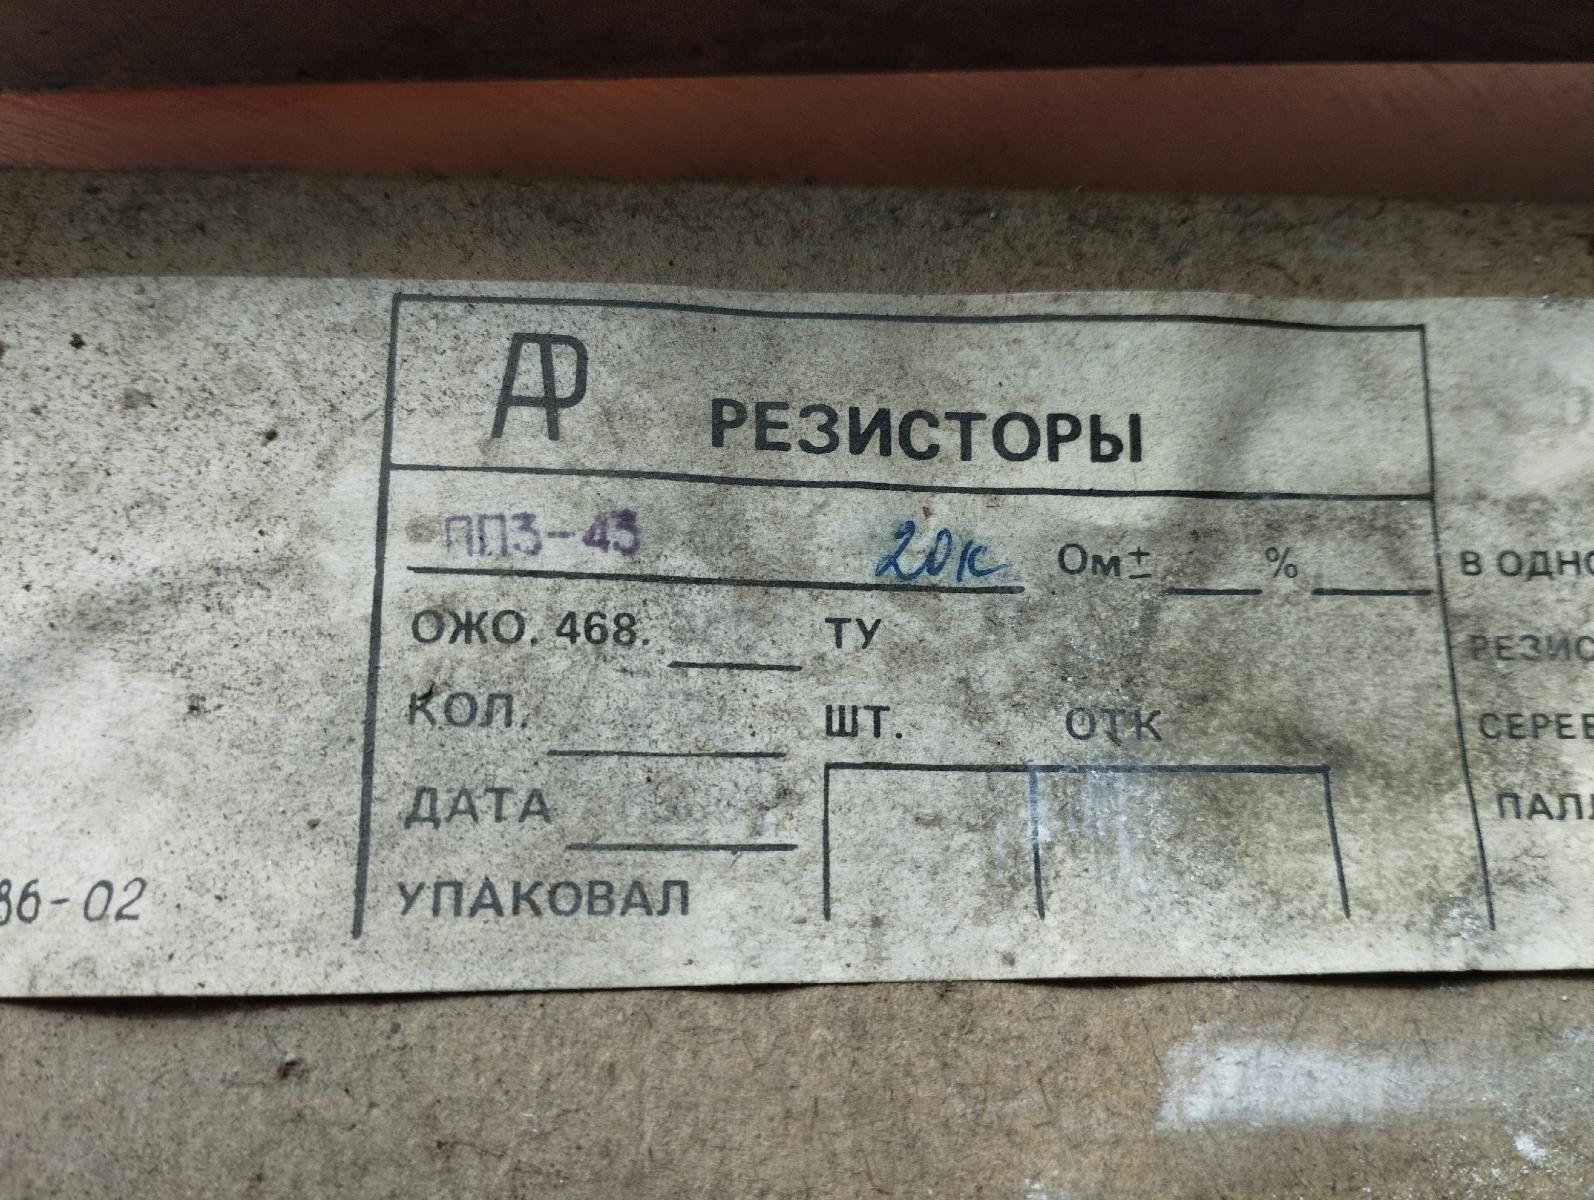 АР
РЕЗИСТОРЫ
ПП3-43 20к Ом ± % В ОДНО
ОЖО. 468. ТУ РЕЗИС
КОЛ. ШТ. ОТК СЕРЕБ
ДАТА ПАЛЛ
86-02 УПАКОВАЛ